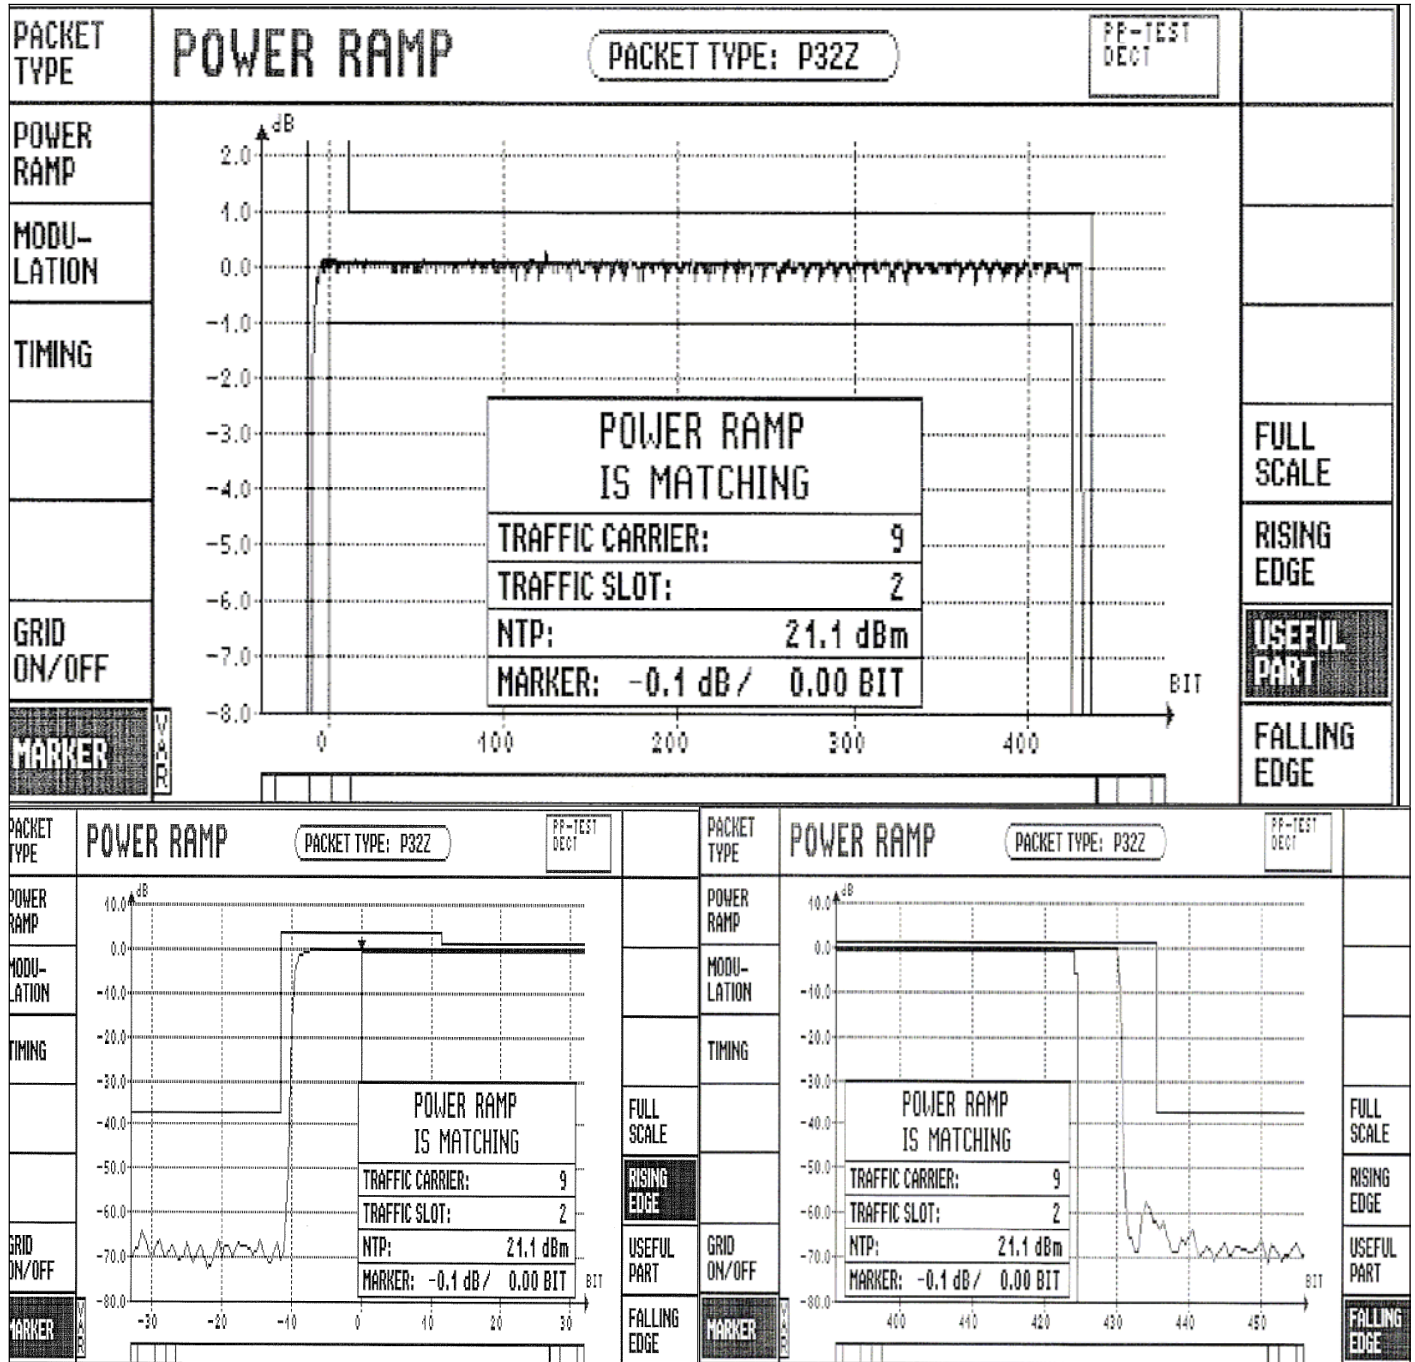 PACKET
TYPE
POWER RAMP
PACKET TYPE: P32Z
PP-TEST
DECT
POWER
RAMP
MODU-
LATION
TIMING
GRID
ON/OFF
MARKER
VAR
dB
2.0
1.0
0.0
-1.0
-2.0
-3.0
-4.0
-5.0
-6.0
-7.0
-8.0
0 100 200 300 400
BIT
POWER RAMP
IS MATCHING
TRAFFIC CARRIER: 9
TRAFFIC SLOT: 2
NTP: 21.1 dBm
MARKER: -0.1 dB / 0.00 BIT
FULL
SCALE
RISING
EDGE
USEFUL
PART
FALLING
EDGE
PACKET
TYPE
POWER RAMP
PACKET TYPE: P32Z
PP-TEST
DECT
POWER
RAMP
MODU-
LATION
TIMING
GRID
ON/OFF
MARKER
VAR
dB
10.0
0.0
-10.0
-20.0
-30.0
-40.0
-50.0
-60.0
-70.0
-80.0
-30 -20 -10 0 10 20 30
BIT
POWER RAMP
IS MATCHING
TRAFFIC CARRIER: 9
TRAFFIC SLOT: 2
NTP: 21.1 dBm
MARKER: -0.1 dB / 0.00 BIT
FULL
SCALE
RISING
EDGE
USEFUL
PART
FALLING
EDGE
PACKET
TYPE
POWER RAMP
PACKET TYPE: P32Z
PP-TEST
DECT
POWER
RAMP
MODU-
LATION
TIMING
GRID
ON/OFF
MARKER
VAR
dB
10.0
0.0
-10.0
-20.0
-30.0
-40.0
-50.0
-60.0
-70.0
-80.0
400 410 420 430 440 450
BIT
POWER RAMP
IS MATCHING
TRAFFIC CARRIER: 9
TRAFFIC SLOT: 2
NTP: 21.1 dBm
MARKER: -0.1 dB / 0.00 BIT
FULL
SCALE
RISING
EDGE
USEFUL
PART
FALLING
EDGE